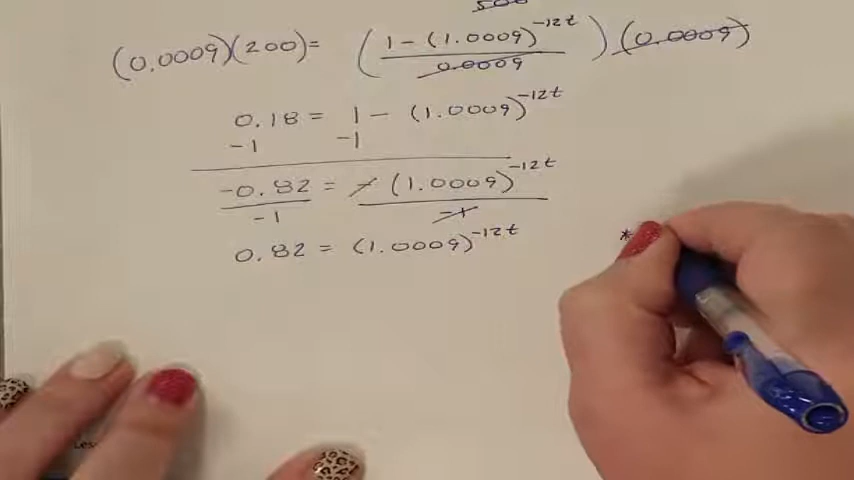 500
(0.0009)(200)= (1-(1.0009)^-12t / 0.0009)(0.0009)
0.18 = 1-(1.0009)^-12t
-1 -1
-0.82 = -(1.0009)^-12t
-1 -1
0.82 = (1.0009)^-12t
*